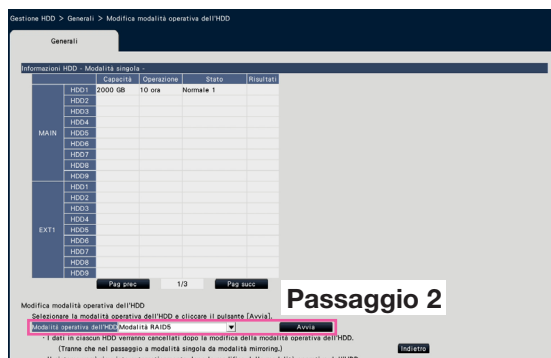 Gestione HDD > Generali > Modifica modalità operativa dell'HDD
Generali
Informazioni HDD - Modalità singola -
Capacità Operazione Stato Risultati
MAIN
HDD1 2000 GB 10 ora Normale 1
HDD2
HDD3
HDD4
HDD5
HDD6
HDD7
HDD8
HDD9
EXT1
HDD1
HDD2
HDD3
HDD4
HDD5
HDD6
HDD7
HDD8
HDD9
Pag prec 1/3 Pag succ
Passaggio 2
Modifica modalità operativa dell'HDD
Selezionare la modalità operativa dell'HDD e cliccare il pulsante [Avvia].
Modalità operativa dell'HDD Modalità RAID5 Avvia
- I dati in ciascun HDD verranno cancellati dopo la modifica della modalità operativa dell'HDD.
(Tranne che nel passaggio a modalità singola da modalità mirroring.)
Indietro